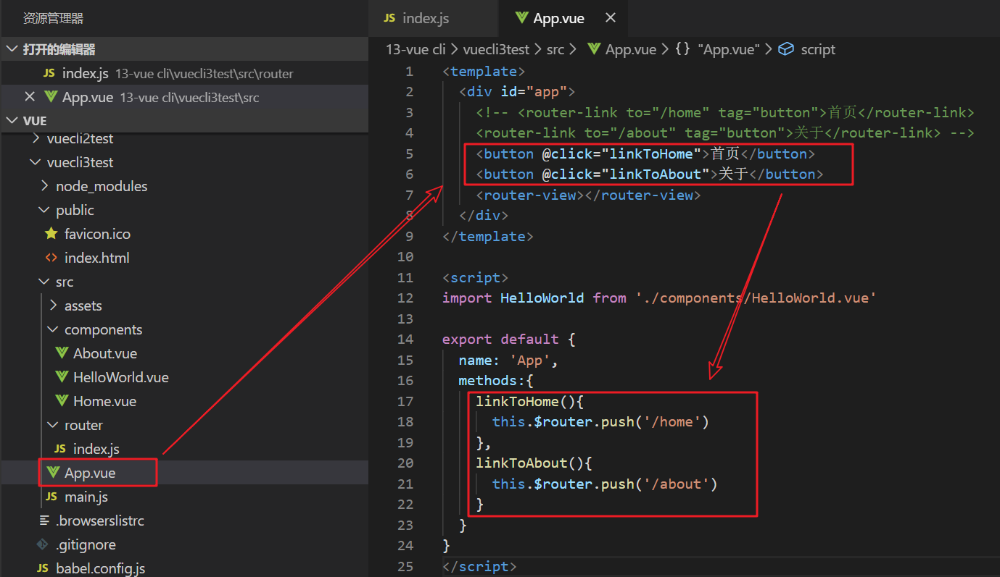 资源管理器
打开的编辑器
JS index.js 13-vue cli\vuecli3test\src\router
App.vue 13-vue cli\vuecli3test\src
VUE
vuecli2test
vuecli3test
node_modules
public
favicon.ico
<> index.html
src
assets
components
About.vue
HelloWorld.vue
Home.vue
router
JS index.js
App.vue
JS main.js
.browserslistrc
.gitignore
JS babel.config.js
JS index.js
App.vue
13-vue cli > vuecli3test > src > App.vue > {} "App.vue" > script
1 <template>
2 <div id="app">
3 <!-- <router-link to="/home" tag="button">首页</router-link>
4 <router-link to="/about" tag="button">关于</router-link> -->
5 <button @click="linkToHome">首页</button>
6 <button @click="linkToAbout">关于</button>
7 <router-view></router-view>
8 </div>
9 </template>
10
11 <script>
12 import HelloWorld from './components/HelloWorld.vue'
13
14 export default {
15 name: 'App',
16 methods:{
17 linkToHome(){
18 this.$router.push('/home')
19 },
20 linkToAbout(){
21 this.$router.push('/about')
22 }
23 }
24 }
25 </script>